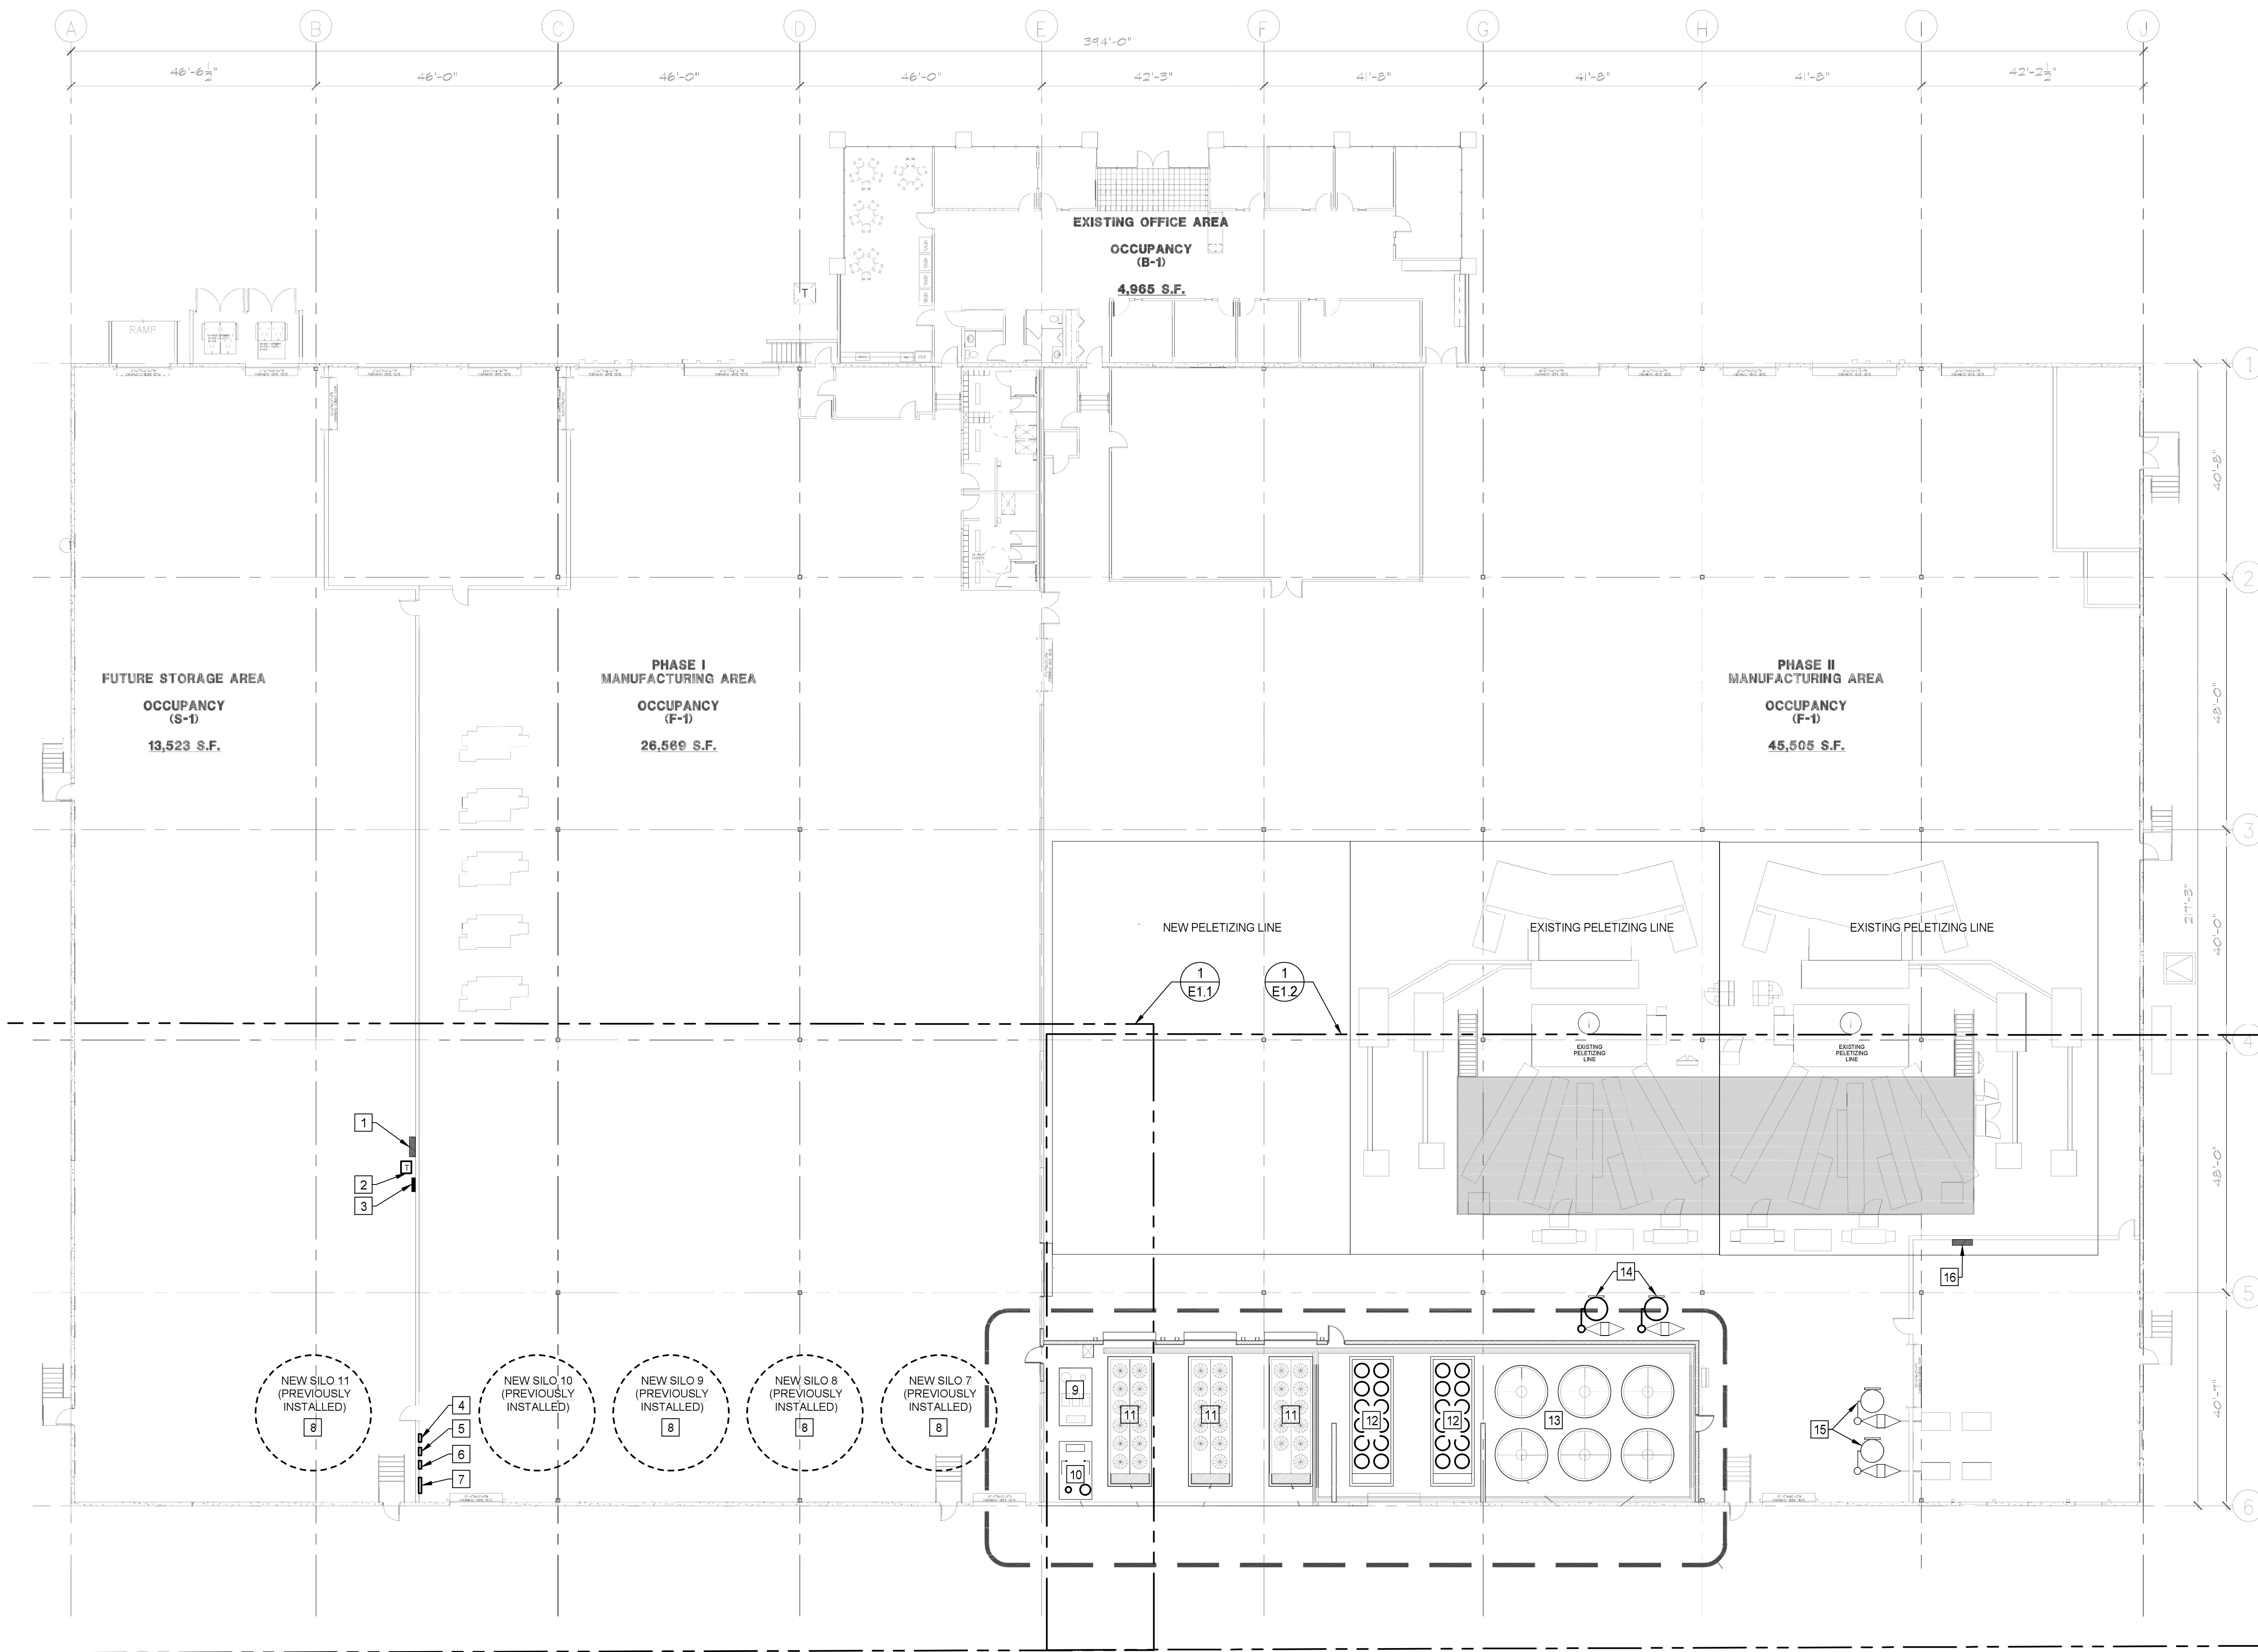 A
B
C
D
E
F
G
H
I
J
394'-0"
46'-6 1/2"
46'-0"
46'-0"
46'-0"
42'-3"
41'-8"
41'-8"
41'-8"
42'-2 1/2"
EXISTING OFFICE AREA
OCCUPANCY
(B-1)
4,965 S.F.
T
RAMP
1
40'-8"
2
FUTURE STORAGE AREA
OCCUPANCY
(S-1)
13,523 S.F.
PHASE I
MANUFACTURING AREA
OCCUPANCY
(F-1)
26,569 S.F.
PHASE II
MANUFACTURING AREA
OCCUPANCY
(F-1)
45,505 S.F.
48'-0"
3
217'-3"
40'-0"
NEW PELETIZING LINE
EXISTING PELETIZING LINE
EXISTING PELETIZING LINE
1
E1.1
1
E1.2
EXISTING
PELETIZING
LINE
EXISTING
PELETIZING
LINE
4
1
T
2
3
48'-0"
14
16
5
NEW SILO 11
(PREVIOUSLY
INSTALLED)
8
NEW SILO 10
(PREVIOUSLY
INSTALLED)
NEW SILO 9
(PREVIOUSLY
INSTALLED)
8
NEW SILO 8
(PREVIOUSLY
INSTALLED)
8
NEW SILO 7
(PREVIOUSLY
INSTALLED)
8
4
5
6
7
9
10
11
11
11
12
12
13
15
40'-7"
6